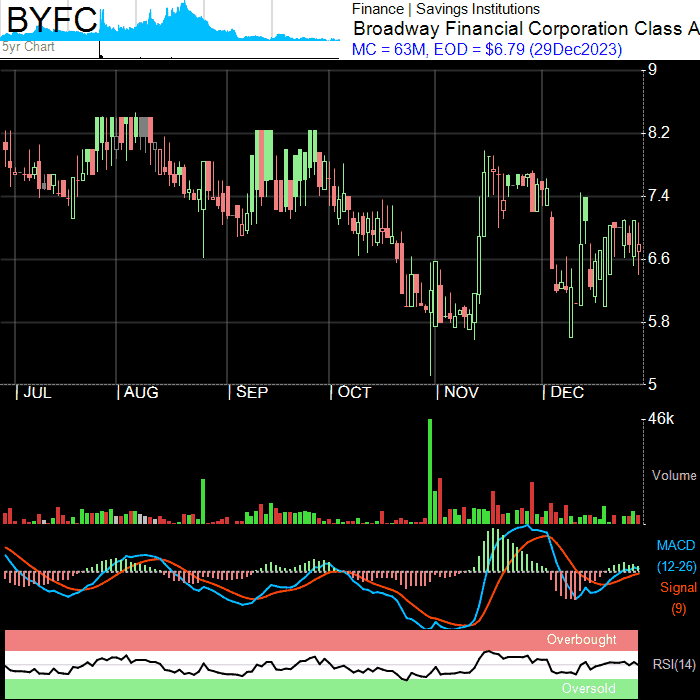 BYFC
5yr Chart
Finance | Savings Institutions
Broadway Financial Corporation Class A
MC = 63M, EOD = $6.79 (29Dec2023)
9
8.2
7.4
6.6
5.8
5
| JUL | AUG | SEP | OCT | NOV | DEC
46k
Volume
MACD
(12-26)
Signal
(9)
Overbought
RSI(14)
Oversold